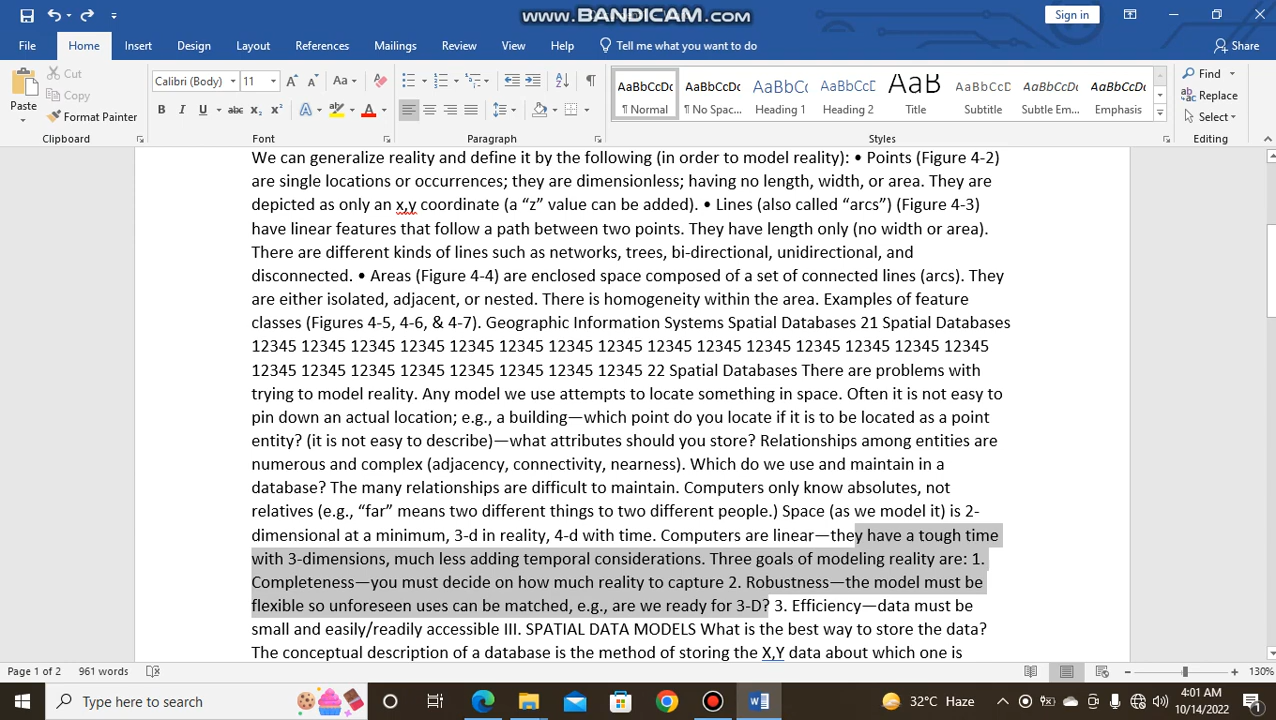 www.BANDICAM.com
Sign in
File Home Insert Design Layout References Mailings Review View Help Tell me what you want to do Share
Paste
Cut
Copy
Format Painter
Clipboard
Calibri (Body) 11
Font
Paragraph
AaBbCcDc AaBbCcDc AaBbCc AaBbCcD AaB AaBbCcD AaBbCcDc AaBbCcDc
¶ Normal ¶ No Spac... Heading 1 Heading 2 Title Subtitle Subtle Em... Emphasis
Styles
Find
Replace
Select
Editing
We can generalize reality and define it by the following (in order to model reality): • Points (Figure 4-2)
are single locations or occurrences; they are dimensionless; having no length, width, or area. They are
depicted as only an x,y coordinate (a “z” value can be added). • Lines (also called “arcs”) (Figure 4-3)
have linear features that follow a path between two points. They have length only (no width or area).
There are different kinds of lines such as networks, trees, bi-directional, unidirectional, and
disconnected. • Areas (Figure 4-4) are enclosed space composed of a set of connected lines (arcs). They
are either isolated, adjacent, or nested. There is homogeneity within the area. Examples of feature
classes (Figures 4-5, 4-6, & 4-7). Geographic Information Systems Spatial Databases 21 Spatial Databases
12345 12345 12345 12345 12345 12345 12345 12345 12345 12345 12345 12345 12345 12345 12345
12345 12345 12345 12345 12345 12345 12345 12345 22 Spatial Databases There are problems with
trying to model reality. Any model we use attempts to locate something in space. Often it is not easy to
pin down an actual location; e.g., a building—which point do you locate if it is to be located as a point
entity? (it is not easy to describe)—what attributes should you store? Relationships among entities are
numerous and complex (adjacency, connectivity, nearness). Which do we use and maintain in a
database? The many relationships are difficult to maintain. Computers only know absolutes, not
relatives (e.g., “far” means two different things to two different people.) Space (as we model it) is 2-
dimensional at a minimum, 3-d in reality, 4-d with time. Computers are linear—they have a tough time
with 3-dimensions, much less adding temporal considerations. Three goals of modeling reality are: 1.
Completeness—you must decide on how much reality to capture 2. Robustness—the model must be
flexible so unforeseen uses can be matched, e.g., are we ready for 3-D? 3. Efficiency—data must be
small and easily/readily accessible III. SPATIAL DATA MODELS What is the best way to store the data?
The conceptual description of a database is the method of storing the X,Y data about which one is
Page 1 of 2 961 words 130%
Type here to search
32°C Haze
4:01 AM
10/14/2022
1